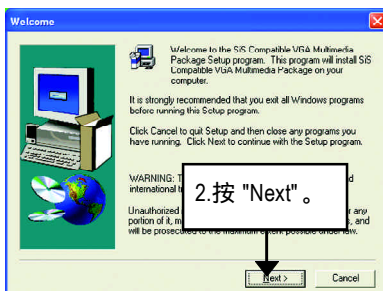 Welcome
Welcome to the SiS Compatible VGA Multimedia
Package Setup program. This program will install SiS
Compatible VGA Multimedia Package on your
computer.
It is strongly recommended that you exit all Windows programs
before running this Setup program.
Click Cancel to quit Setup and then close any programs you
have running. Click Next to continue with the Setup program.
WARNING: T
international
2.按 "Next"。
Unauthorized
or any
portion of it, m
, and
will be prosecuted to the maximum extent possible under law.
Next >
Cancel